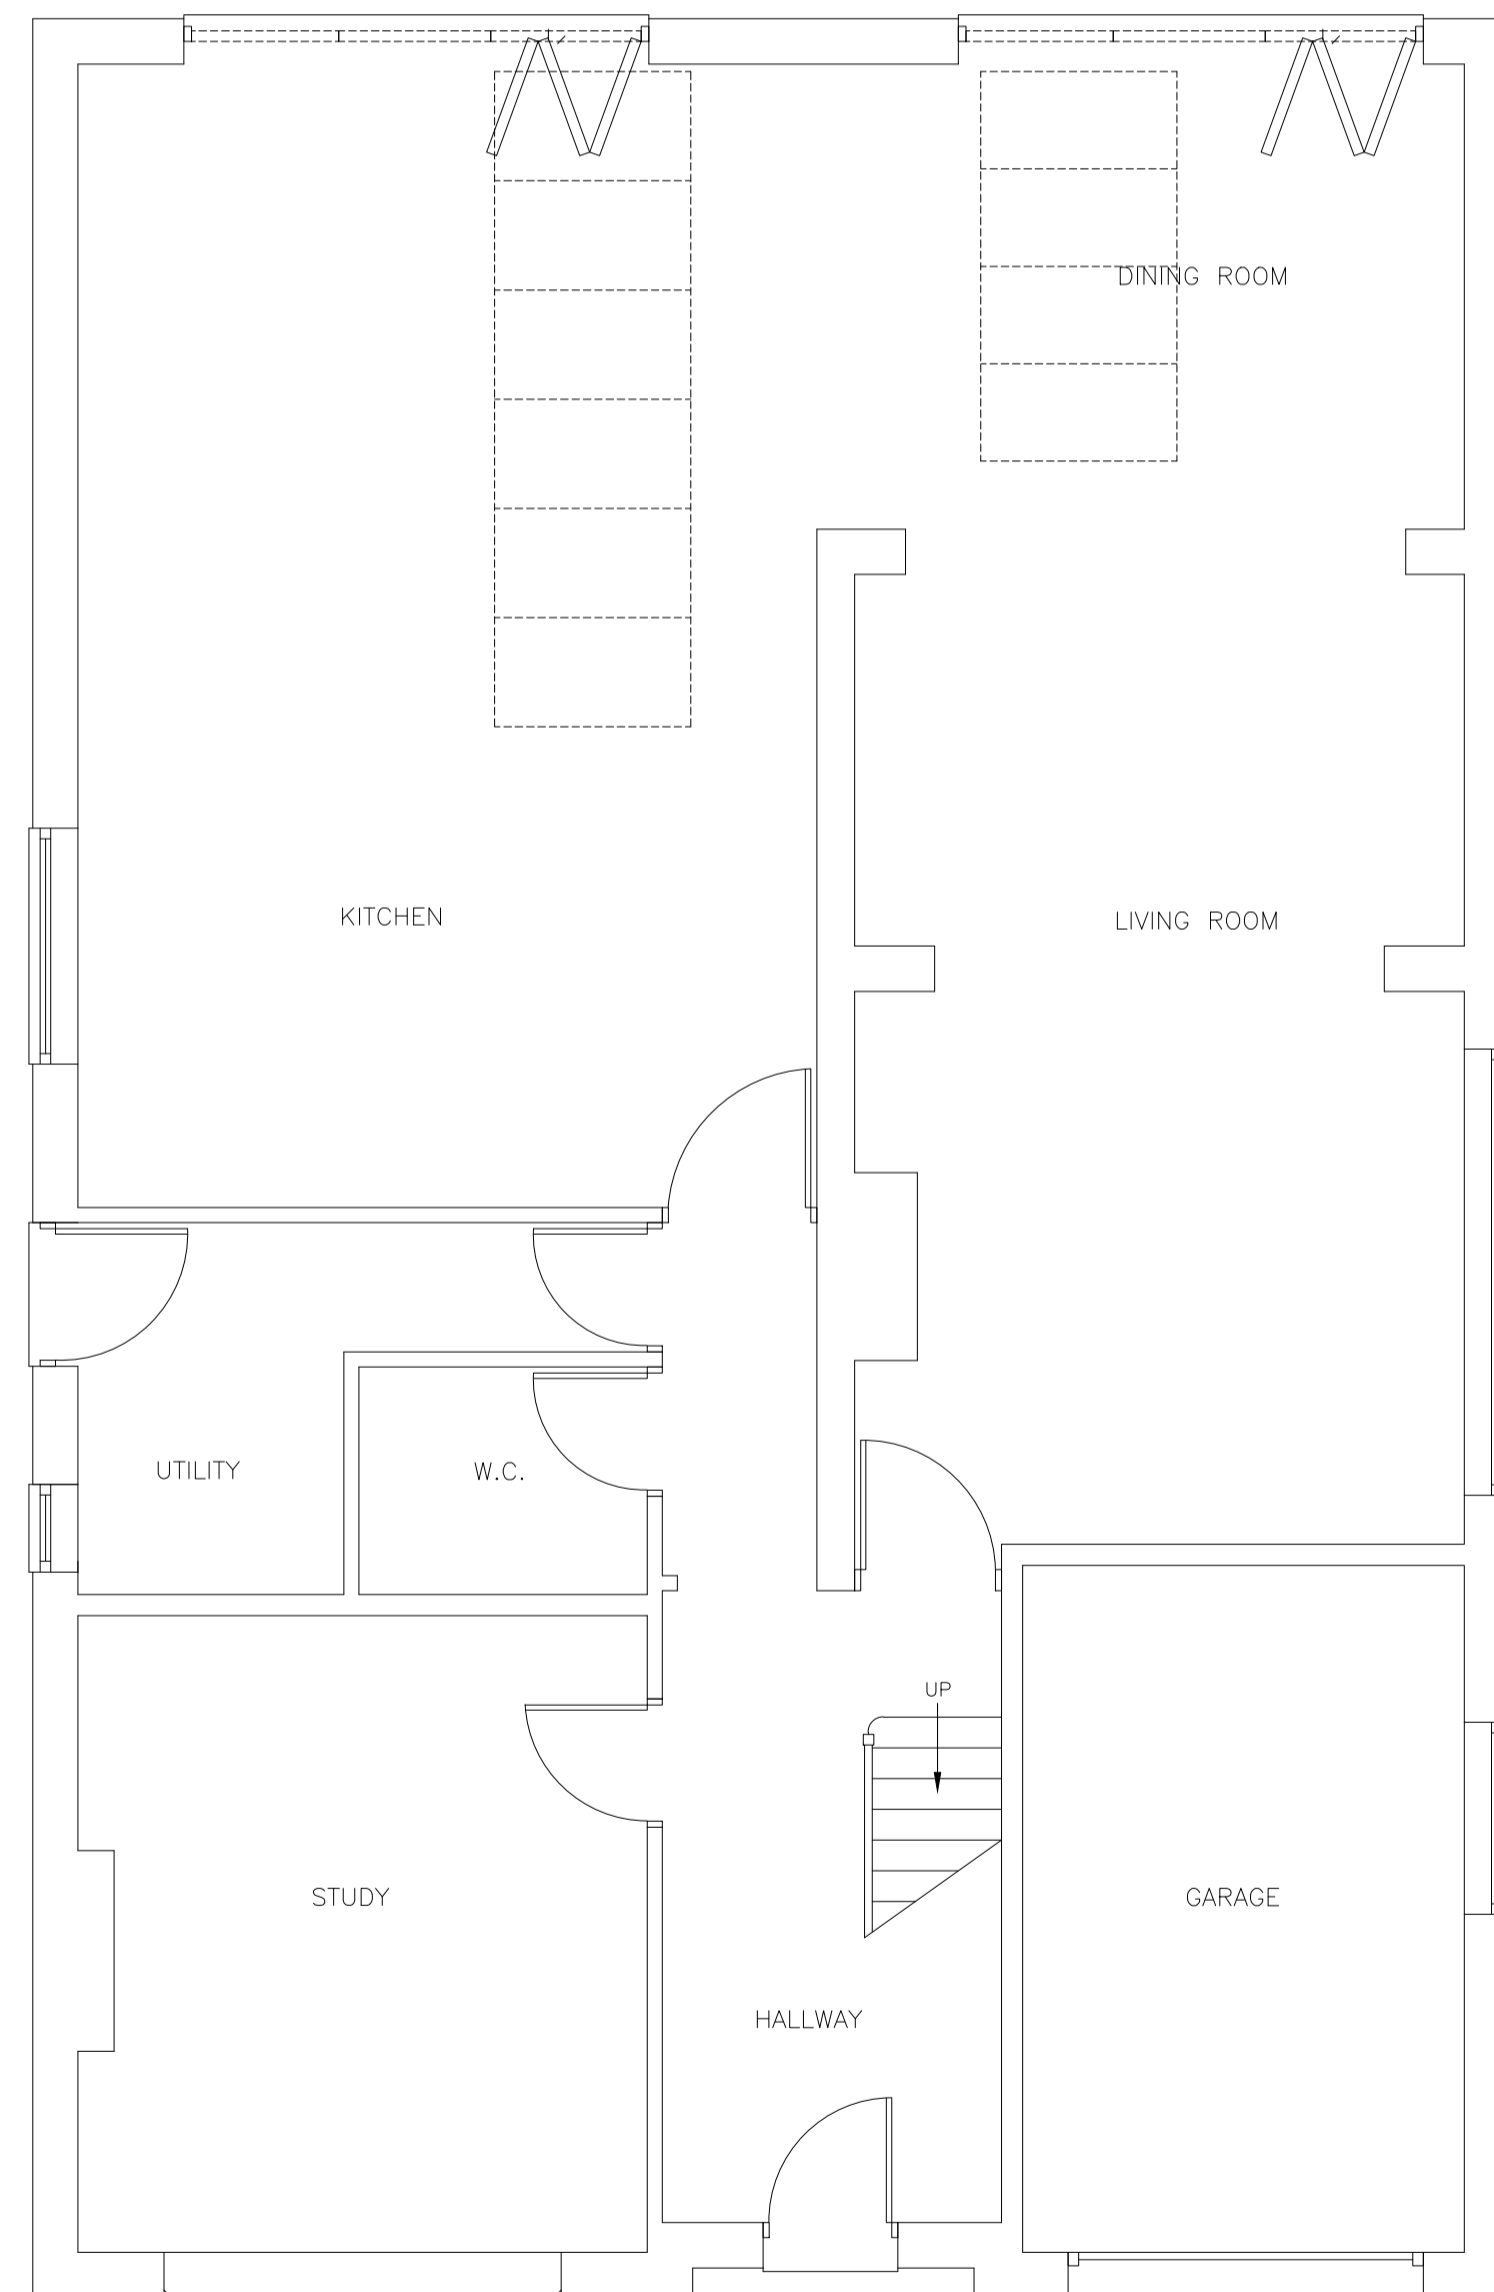 DINING ROOM
KITCHEN
LIVING ROOM
UTILITY
W.C.
UP
STUDY
GARAGE
HALLWAY